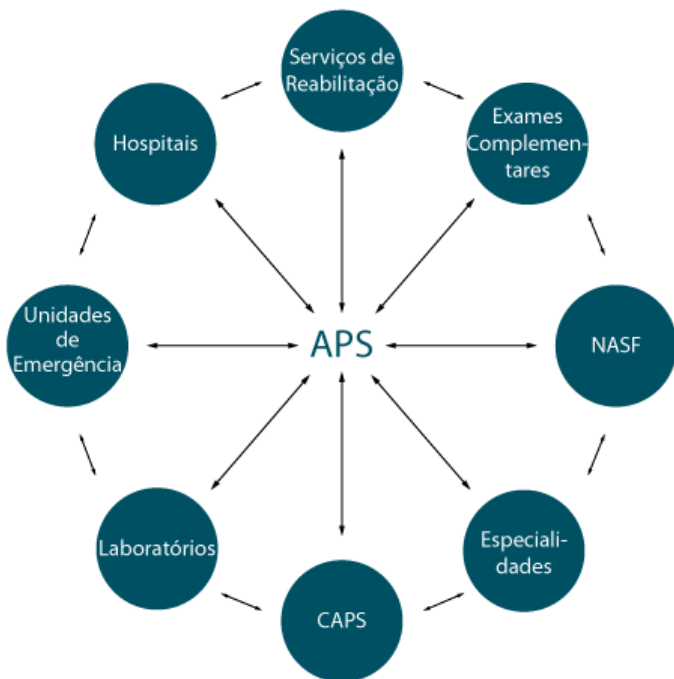 Serviços de
Reabilitação
Hospitais
Exames
Complemen-
tares
Unidades
de
Emergência
APS
NASF
Laboratórios
Especiali-
dades
CAPS